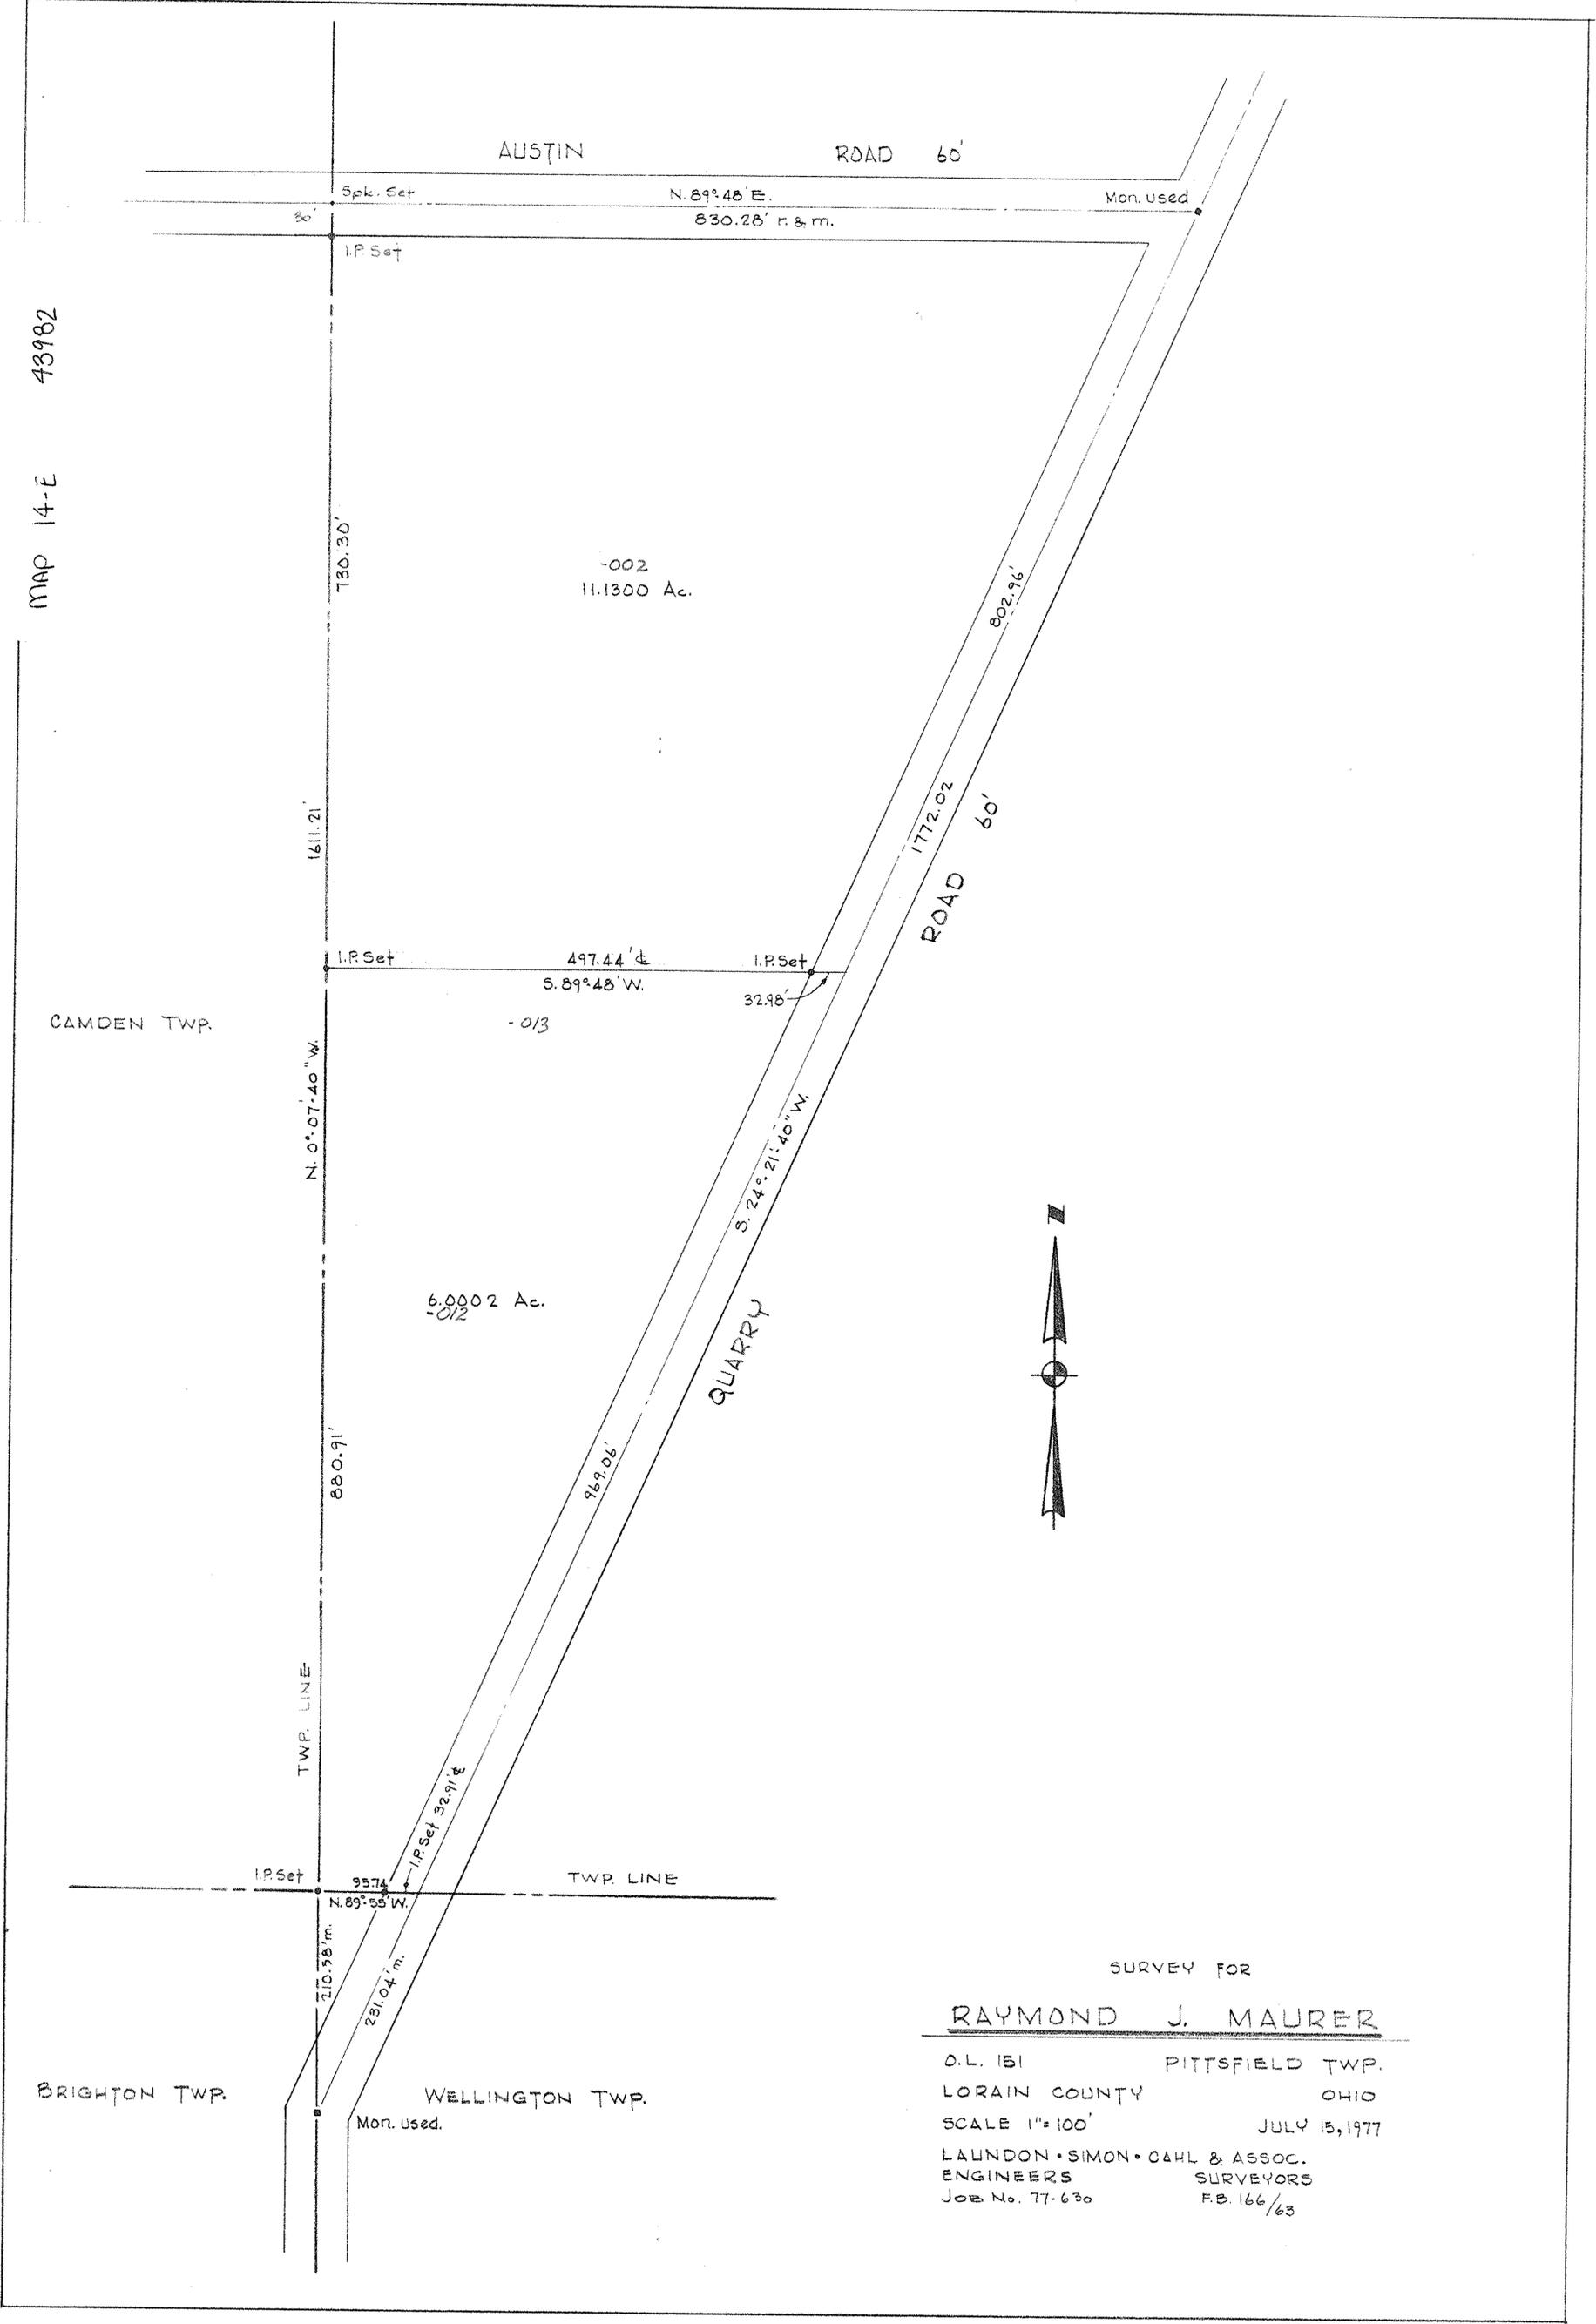 AUSTIN ROAD 60'
Spk. Set
N. 89°-48' E.
Mon. used
30'
830.28' r. & m.
I.P. Set
MAP 14-E 43982
730.30'
-002
11.1300 Ac.
802.96'
1611.21'
1772.02
ROAD 60'
I.P. Set
497.44' ℄
I.P. Set
S. 89°-48' W.
32.98'
CAMDEN TWP.
-013
N. 0°-07'-40" W.
S. 24°-21'-40" W.
N
6.0002 Ac.
-012
QUARRY
880.91'
969.06'
TWP. LINE
I.P. Set 32.91' ℄
I.P. Set
95.74
TWP. LINE
N. 89°-55' W.
210.58' m.
231.04' m.
BRIGHTON TWP.
WELLINGTON TWP.
Mon. used.
SURVEY FOR
RAYMOND J. MAURER
O.L. 151 PITTSFIELD TWP.
LORAIN COUNTY OHIO
SCALE 1"=100' JULY 15, 1977
LAUNDON • SIMON • CAHL & ASSOC.
ENGINEERS SURVEYORS
JOB No. 77-630 F.B. 166/63